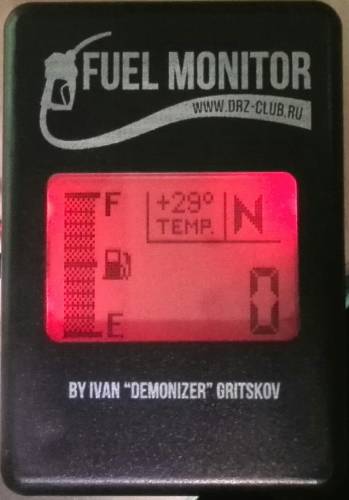 FUEL MONITOR
WWW.DRZ-CLUB.RU
F
+29° N
TEMP.
E 0
BY IVAN "DEMONIZER" GRITSKOV